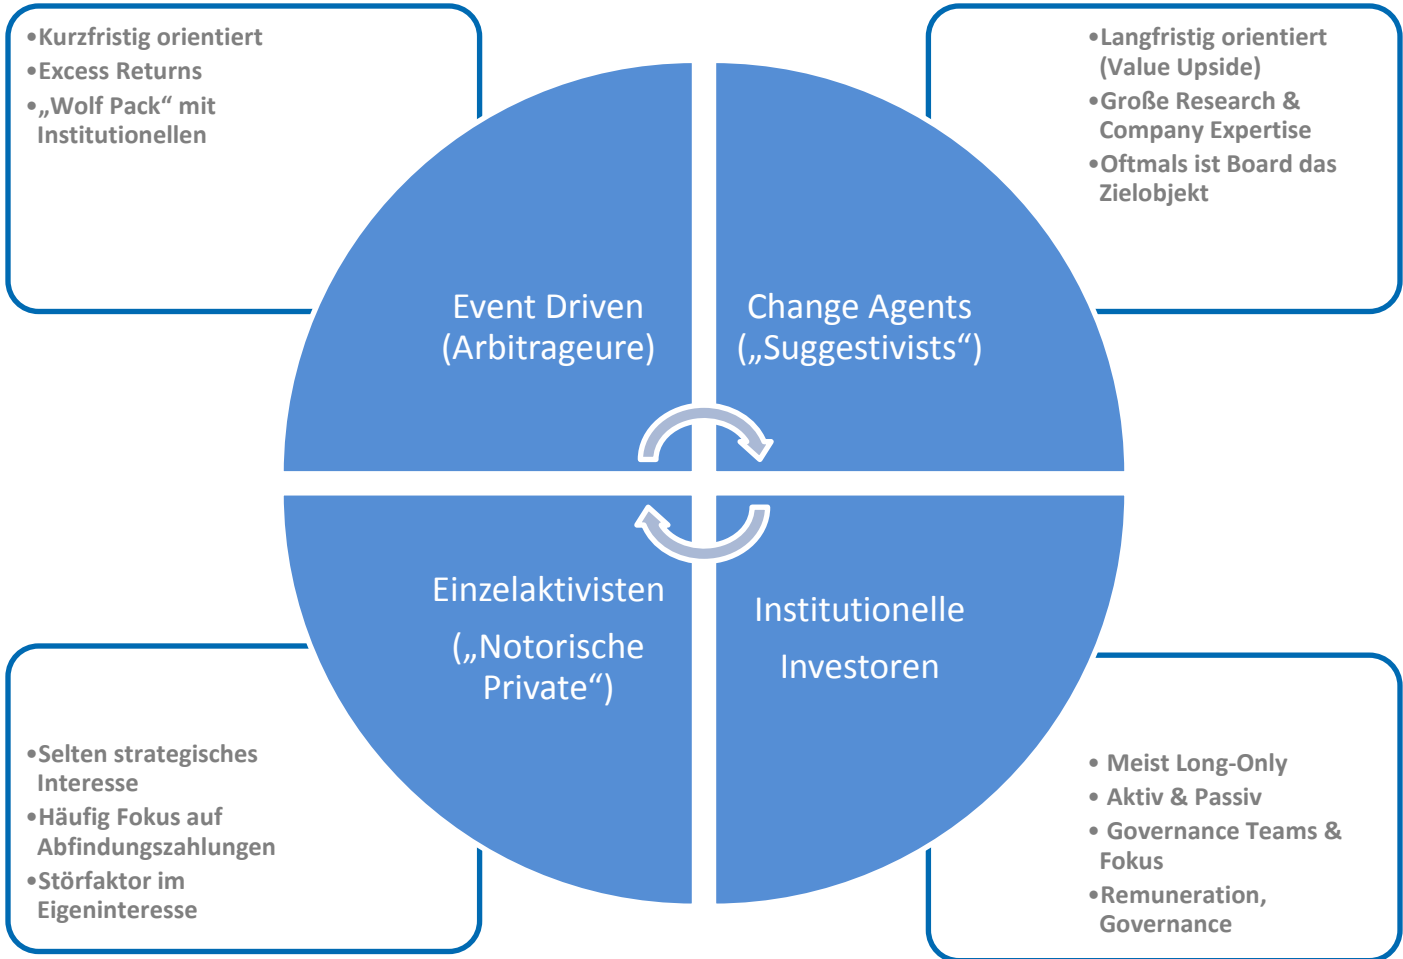 •Kurzfristig orientiert
•Excess Returns
•„Wolf Pack“ mit
Institutionellen
•Langfristig orientiert
(Value Upside)
•Große Research &
Company Expertise
•Oftmals ist Board das
Zielobjekt
Event Driven
(Arbitrageure)
Change Agents
(„Suggestivists“)
Einzelaktivisten
(„Notorische
Private“)
Institutionelle
Investoren
•Selten strategisches
Interesse
•Häufig Fokus auf
Abfindungszahlungen
•Störfaktor im
Eigeninteresse
• Meist Long-Only
• Aktiv & Passiv
• Governance Teams &
Fokus
•Remuneration,
Governance